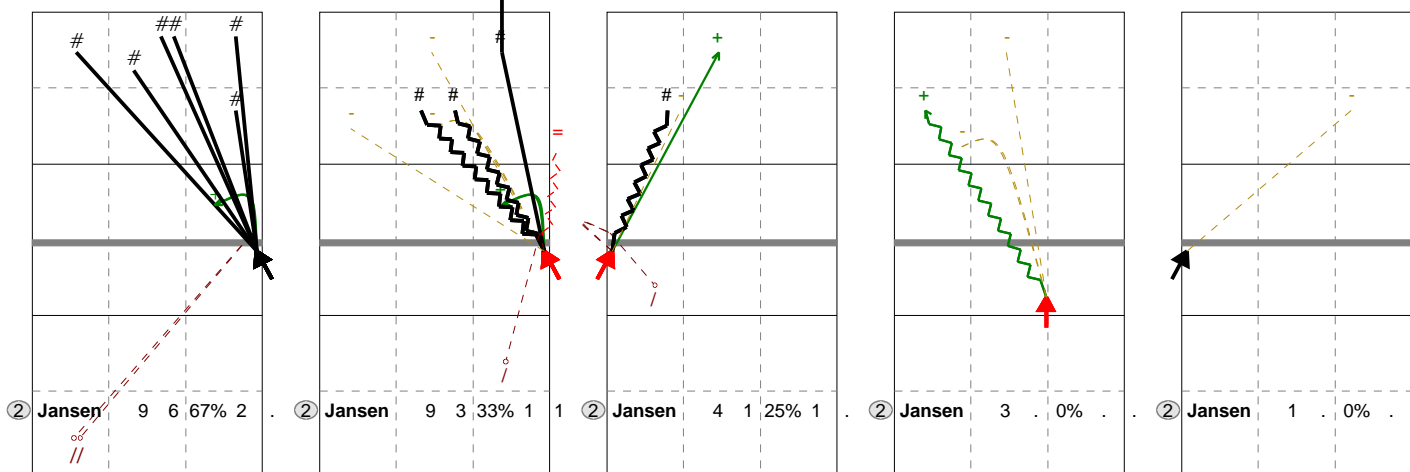 # ## # # #
+
//
2 Jansen 9 6 67% 2 .
- # - # # - + =
/
2 Jansen 9 3 33% 1 1
+ - #
/
2 Jansen 4 1 25% 1 .
- + -
2 Jansen 3 . 0% . .
-
2 Jansen 1 . 0% .